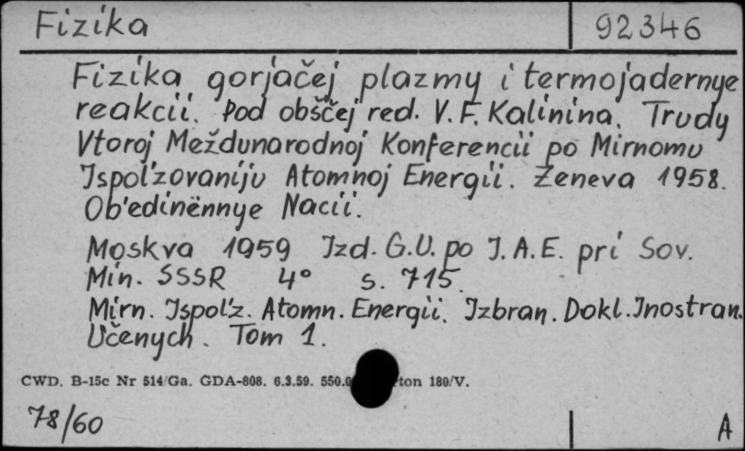 Fizika 92346
Fizika gorjačej plazmy i termojadernye
reakcii. Pod obščej red. V. F. Kalinina. Trudy
Vtoroj Meždunarodnoj Konferencii po Mirnomu
Ispol'zovaniju Atomnoj Energii. Ženeva 1958.
Ob'edinënnye Nacii.
Moskva 1959 Izd. G.U. po I.A.E. pri Sov.
Min. SSSR 4° s. 715.
Mirn. Ispol'z. Atomn. Energii. Izbran. Dokl. Inostran.
Učenych. Tom 1.
CWD. B-15c Nr 514/Ga. GDA-808. 6.3.59. 180/V.
78/60 A